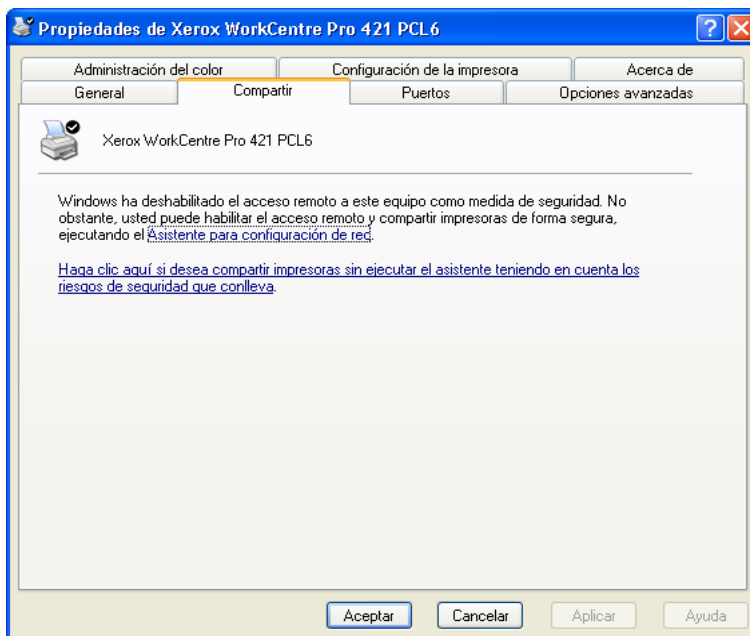 Propiedades de Xerox WorkCentre Pro 421 PCL6
Administración del color
Configuración de la impresora
Acerca de
General
Compartir
Puertos
Opciones avanzadas
Xerox WorkCentre Pro 421 PCL6
Windows ha deshabilitado el acceso remoto a este equipo como medida de seguridad. No
obstante, usted puede habilitar el acceso remoto y compartir impresoras de forma segura,
ejecutando el Asistente para configuración de red.
Haga clic aquí si desea compartir impresoras sin ejecutar el asistente teniendo en cuenta los
riesgos de seguridad que conlleva.
Aceptar
Cancelar
Aplicar
Ayuda